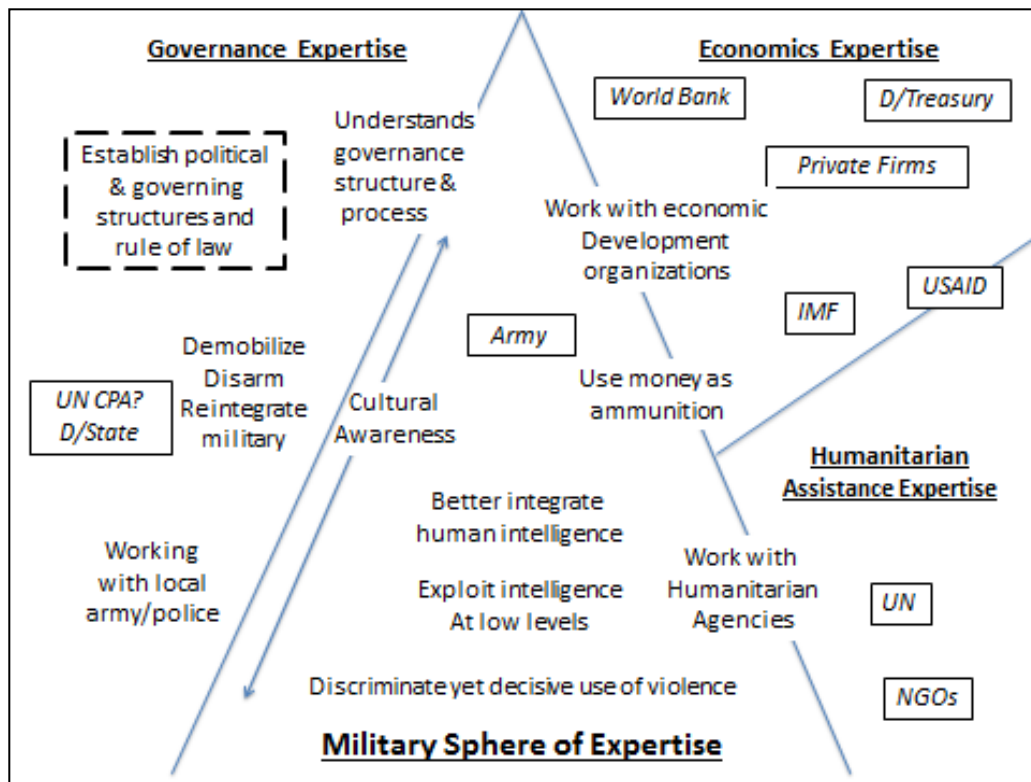 Governance Expertise
Economics Expertise
World Bank
D/Treasury
Private Firms
Understands
governance
structure &
process
Establish political
& governing
structures and
rule of law
Work with economic
Development
organizations
USAID
IMF
Army
Demobilize
Disarm
Reintegrate
military
UN CPA?
D/State
Cultural
Awareness
Use money as
ammunition
Humanitarian
Assistance Expertise
Better integrate
human intelligence
Working
with local
army/police
Exploit intelligence
At low levels
Work with
Humanitarian
Agencies
UN
NGOs
Discriminate yet decisive use of violence
Military Sphere of Expertise